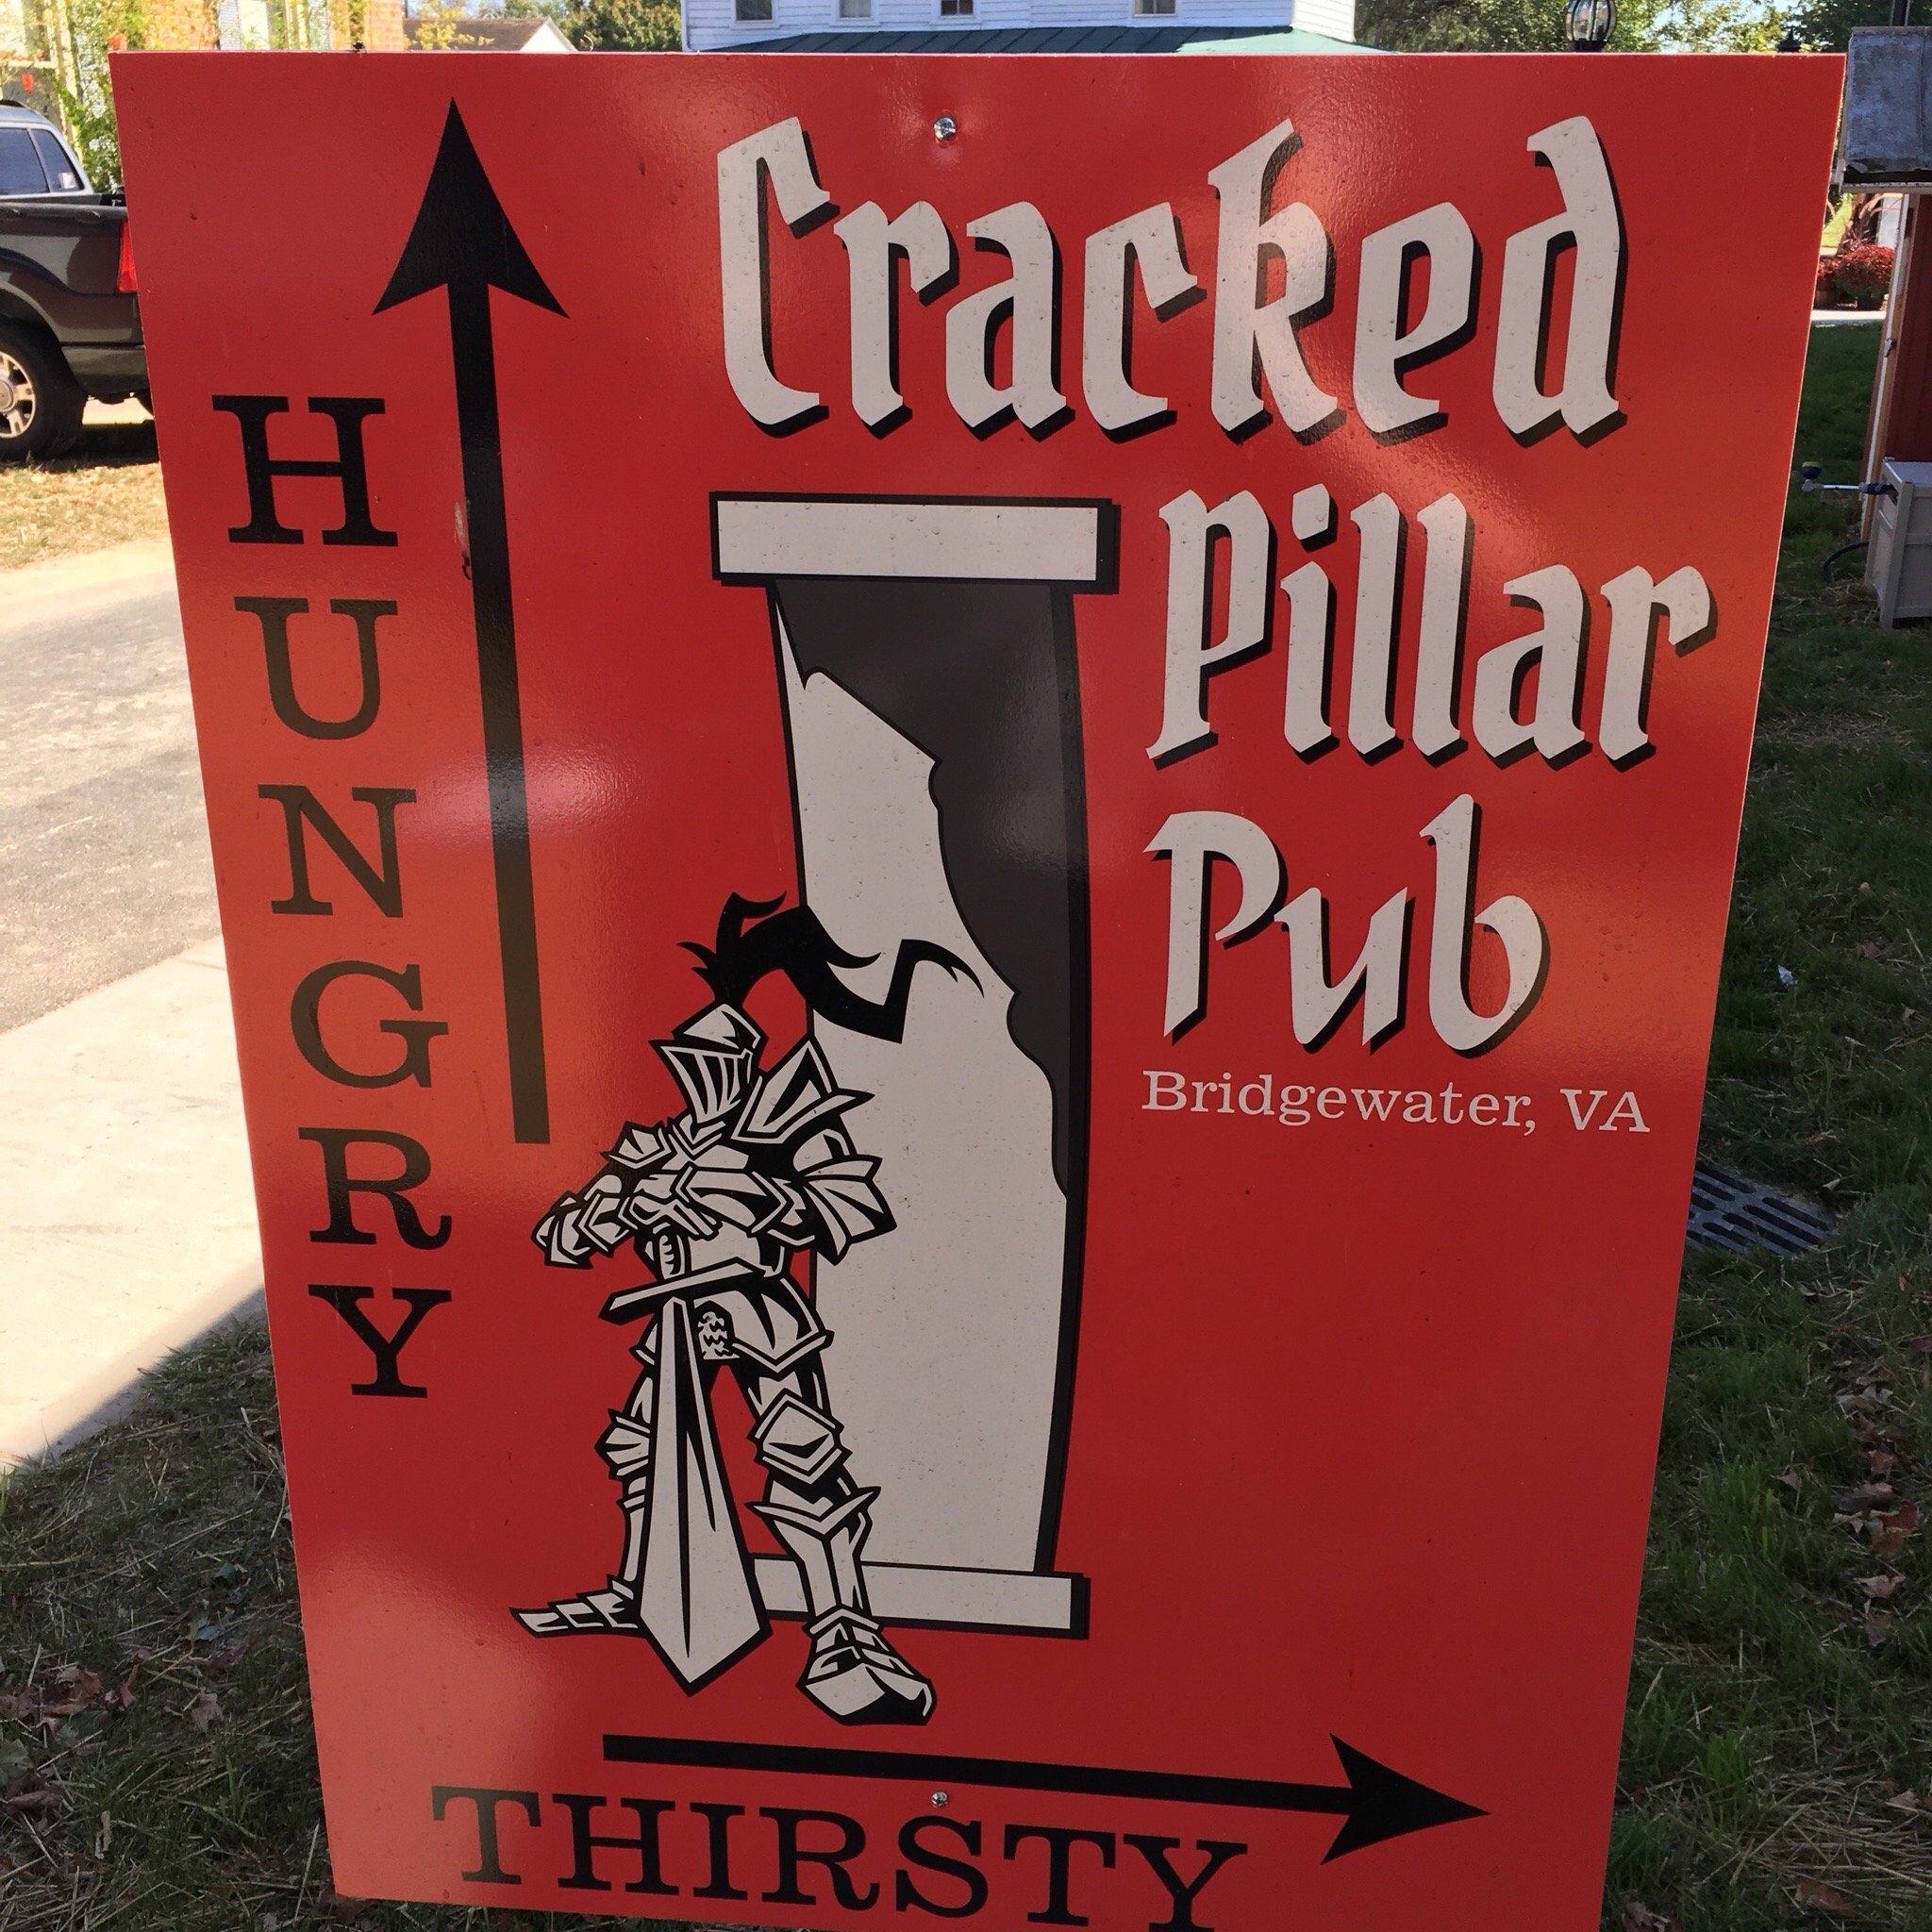 Cracked
Pillar
Pub
Bridgewater, VA
HUNGRY
THIRSTY